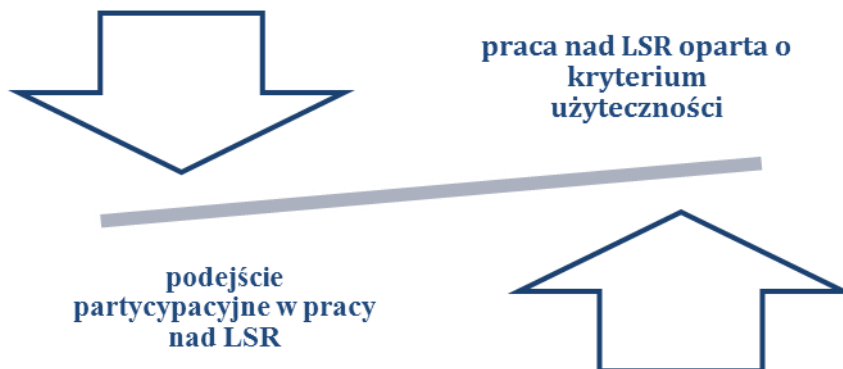 praca nad LSR oparta o
kryterium
użyteczności
podejście
partycypacyjne w pracy
nad LSR